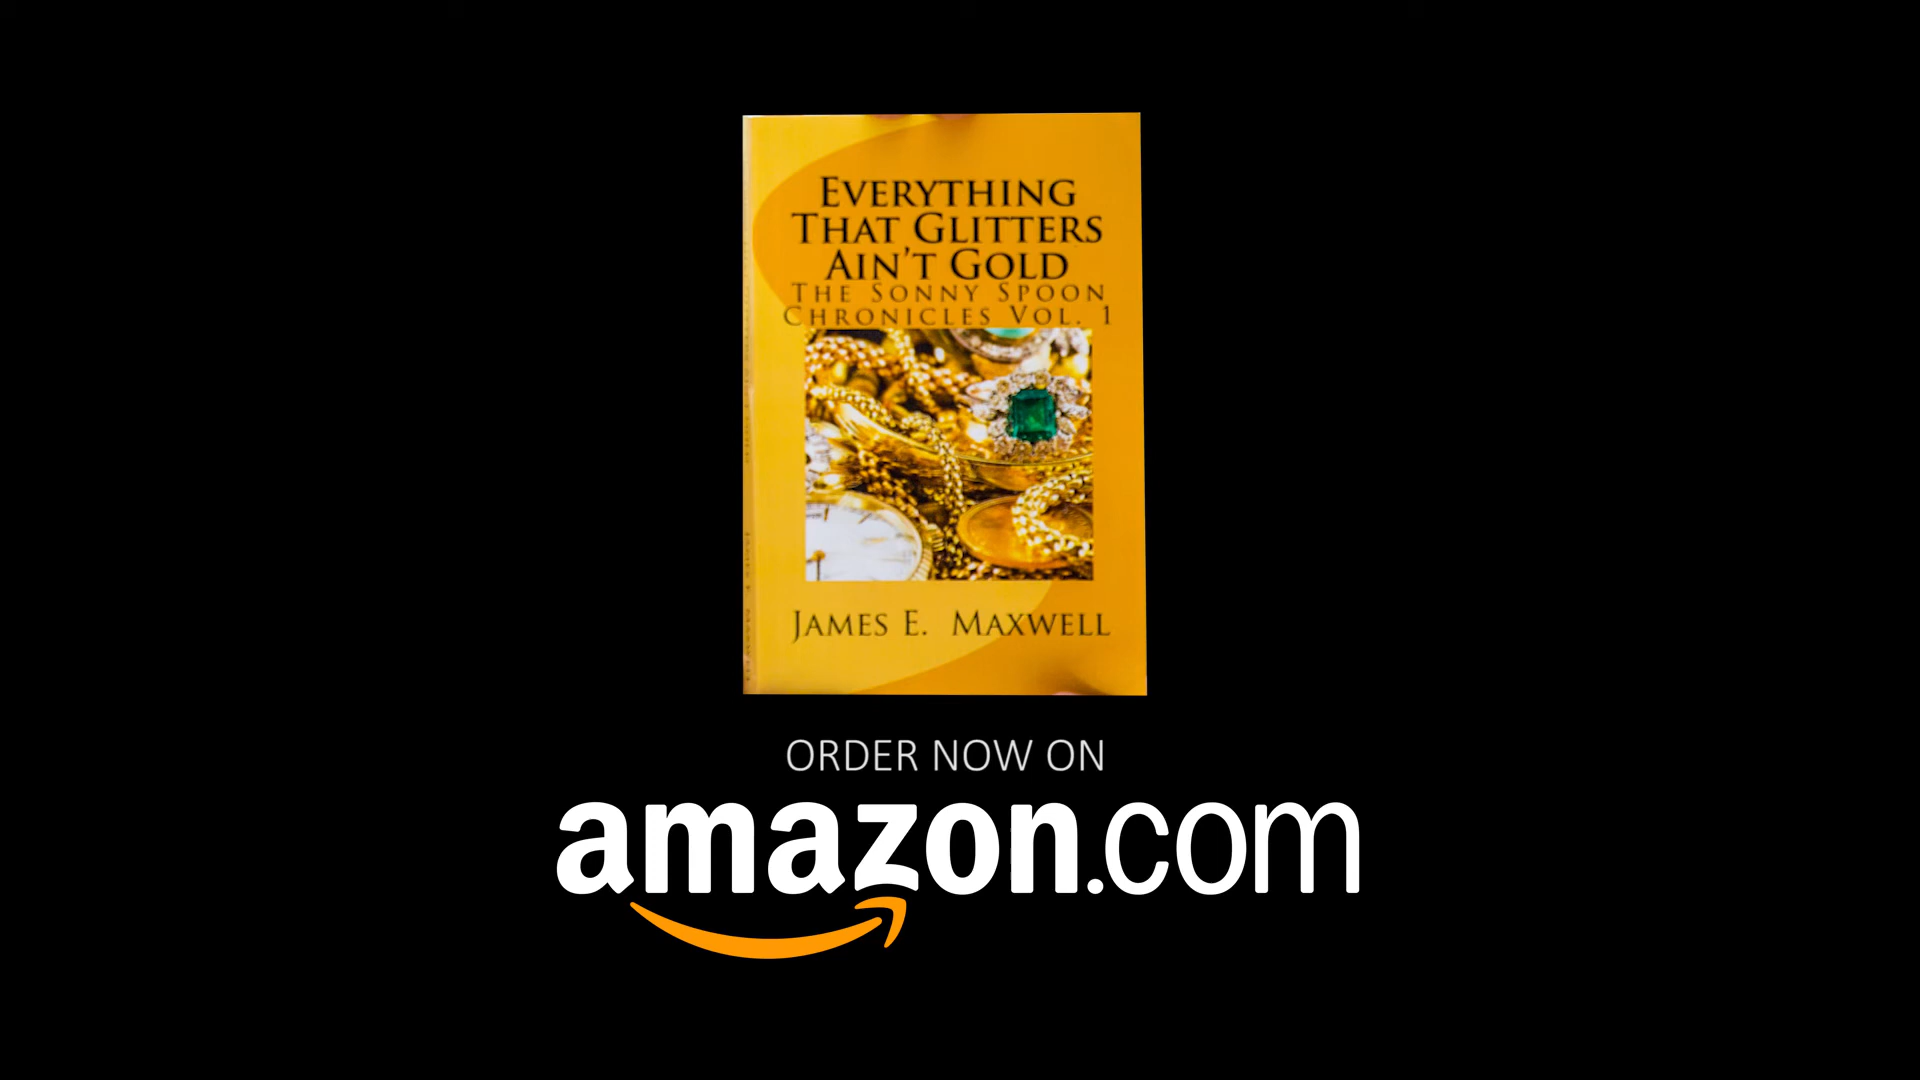 EVERYTHING
THAT GLITTERS
AIN'T GOLD
THE SONNY SPOON
CHRONICLES VOL. 1
JAMES E. MAXWELL
ORDER NOW ON
amazon.com